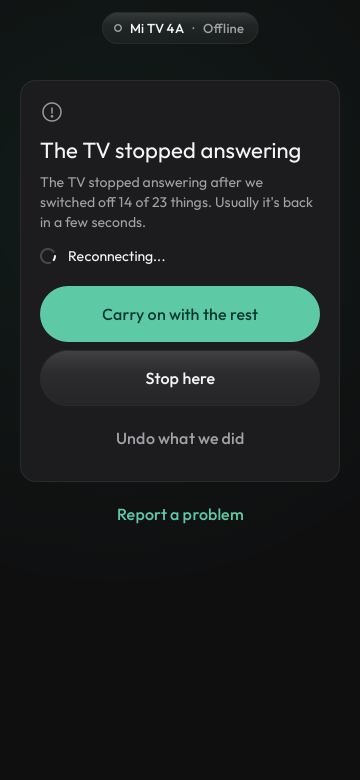 Mi TV 4A · Offline
The TV stopped answering
The TV stopped answering after we
switched off 14 of 23 things. Usually it's back
in a few seconds.
Reconnecting...
Carry on with the rest
Stop here
Undo what we did
Report a problem